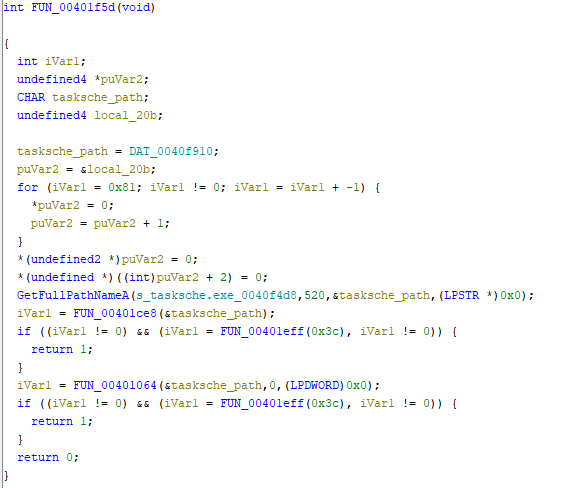 int FUN_00401f5d(void)
{
int iVar1;
undefined4 *puVar2;
CHAR tasksche_path;
undefined4 local_20b;
tasksche_path = DAT_0040f910;
puVar2 = &local_20b;
for (iVar1 = 0x81; iVar1 != 0; iVar1 = iVar1 + -1) {
*puVar2 = 0;
puVar2 = puVar2 + 1;
}
*(undefined2 *)puVar2 = 0;
*(undefined *)((int)puVar2 + 2) = 0;
GetFullPathNameA(s_tasksche.exe_0040f4d8,520,&tasksche_path,(LPSTR *)0x0);
iVar1 = FUN_00401ce8(&tasksche_path);
if ((iVar1 != 0) && (iVar1 = FUN_00401eff(0x3c), iVar1 != 0)) {
return 1;
}
iVar1 = FUN_00401064(&tasksche_path,0,(LPDWORD)0x0);
if ((iVar1 != 0) && (iVar1 = FUN_00401eff(0x3c), iVar1 != 0)) {
return 1;
}
return 0;
}